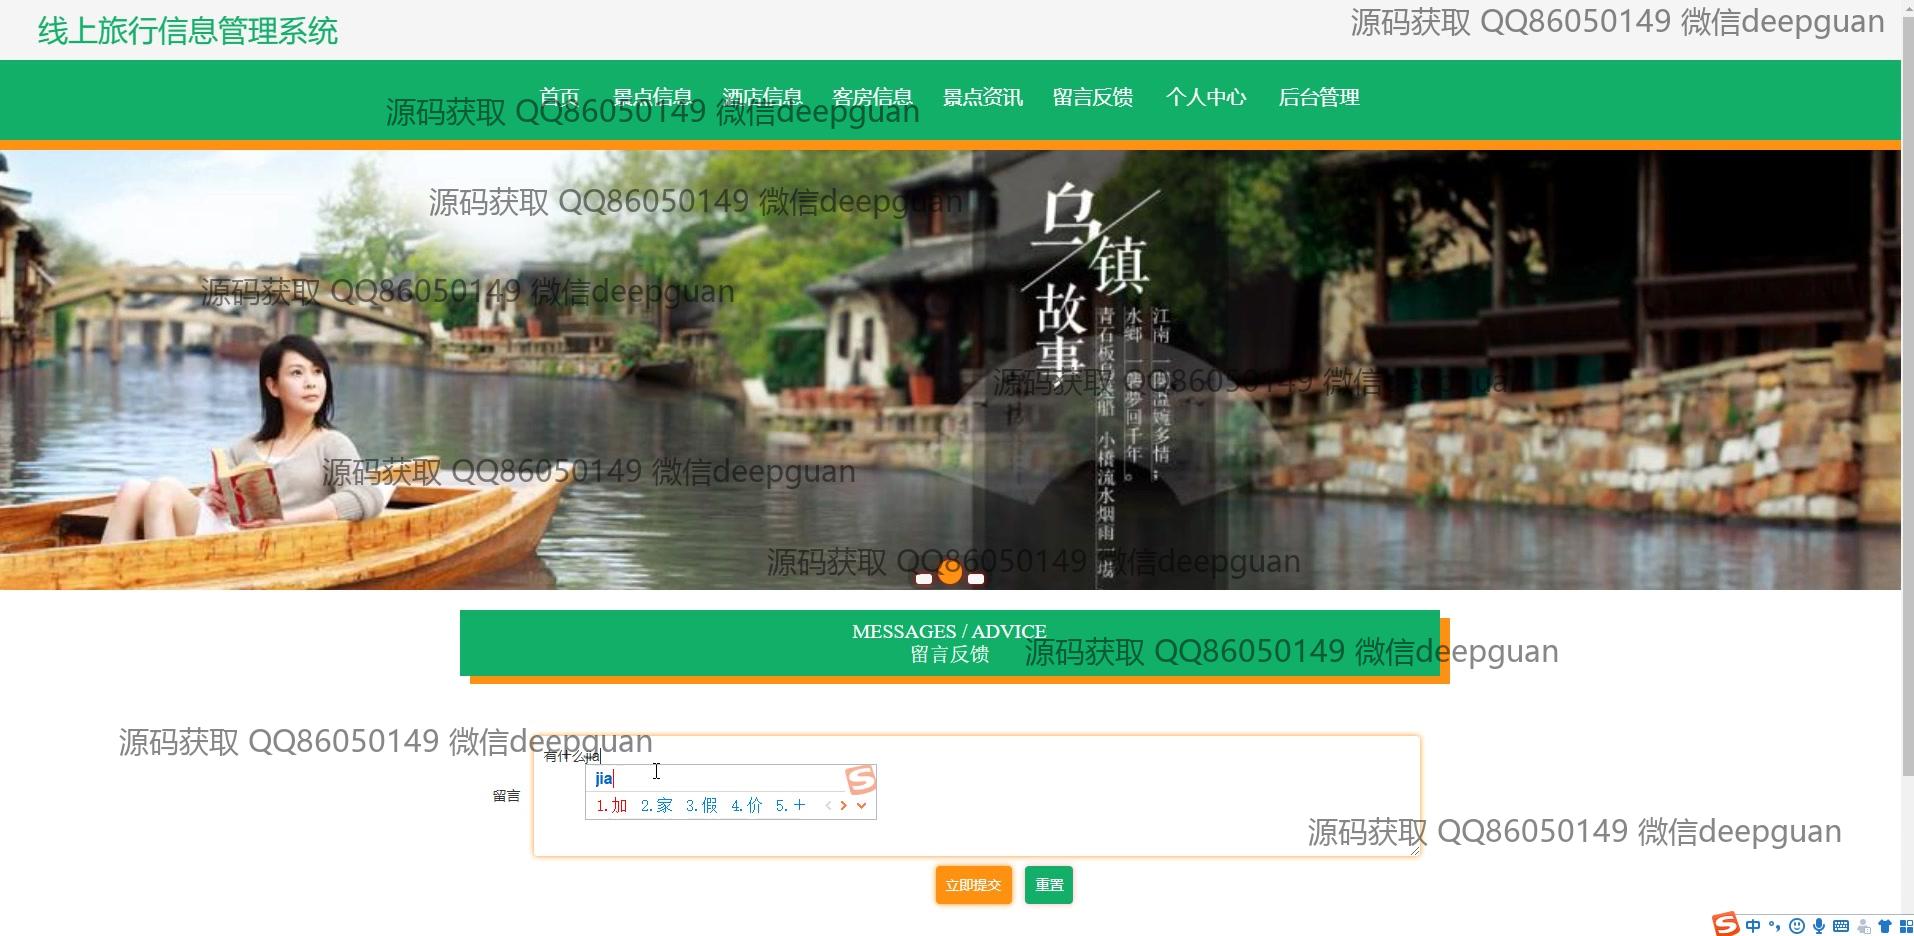 线上旅行信息管理系统
源码获取 QQ86050149 微信deepguan
首页 景点信息 酒店信息 客房信息 景点资讯 留言反馈 个人中心 后台管理
源码获取 QQ86050149 微信deepguan
源码获取 QQ86050149 微信deepguan
源码获取 QQ86050149 微信deepguan
乌镇
故事
江南一
多情；
水鄉一
夢回千年。
青石板
船 小橋流水烟雨
源码获取 QQ86050149 微信deepguan
源码获取 QQ86050149 微信deepguan
源码获取 QQ86050149 微信deepguan
MESSAGES / ADVICE
留言反馈
源码获取 QQ86050149 微信deepguan
源码获取 QQ86050149 微信deepguan
有什么jia
jia
留言
1.加 2.家 3.假 4.价 5.十
源码获取 QQ86050149 微信deepguan
立即提交 重置
中